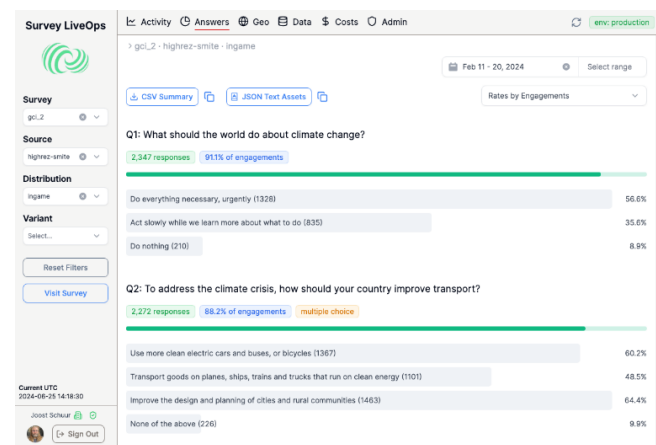 Survey LiveOps
Activity Answers Geo Data $ Costs Admin
env: production
> gci_2 · highrez-smite · ingame
Feb 11 - 20, 2024
Select range
CSV Summary
JSON Text Assets
Rates by Engagements
Survey
gci_2
Source
highrez-smite
Distribution
ingame
Variant
Select...
Reset Filters
Visit Survey
Q1: What should the world do about climate change?
2,347 responses 91.1% of engagements
Do everything necessary, urgently (1328) 56.6%
Act slowly while we learn more about what to do (835) 35.6%
Do nothing (210) 8.9%
Q2: To address the climate crisis, how should your country improve transport?
2,272 responses 88.2% of engagements multiple choice
Use more clean electric cars and buses, or bicycles (1367) 60.2%
Transport goods on planes, ships, trains and trucks that run on clean energy (1101) 48.5%
Improve the design and planning of cities and rural communities (1463) 64.4%
None of the above (226) 9.9%
Current UTC
2024-06-25 14:18:30
Joost Schuur
Sign Out